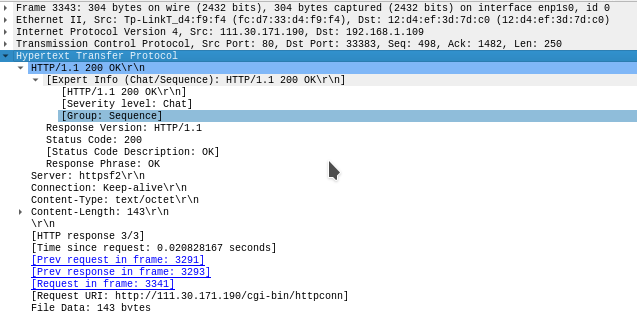 Frame 3343: 304 bytes on wire (2432 bits), 304 bytes captured (2432 bits) on interface enp1s0, id 0
Ethernet II, Src: Tp-LinkT_d4:f9:f4 (fc:d7:33:d4:f9:f4), Dst: 12:d4:ef:3d:7d:c0 (12:d4:ef:3d:7d:c0)
Internet Protocol Version 4, Src: 111.30.171.190, Dst: 192.168.1.109
Transmission Control Protocol, Src Port: 80, Dst Port: 33383, Seq: 498, Ack: 1482, Len: 250
Hypertext Transfer Protocol
HTTP/1.1 200 OK\r\n
[Expert Info (Chat/Sequence): HTTP/1.1 200 OK\r\n]
[HTTP/1.1 200 OK\r\n]
[Severity level: Chat]
[Group: Sequence]
Response Version: HTTP/1.1
Status Code: 200
[Status Code Description: OK]
Response Phrase: OK
Server: httpsf2\r\n
Connection: Keep-alive\r\n
Content-Type: text/octet\r\n
Content-Length: 143\r\n
\r\n
[HTTP response 3/3]
[Time since request: 0.020828167 seconds]
[Prev request in frame: 3291]
[Prev response in frame: 3293]
[Request in frame: 3341]
[Request URI: http://111.30.171.190/cgi-bin/httpconn]
File Data: 143 bytes